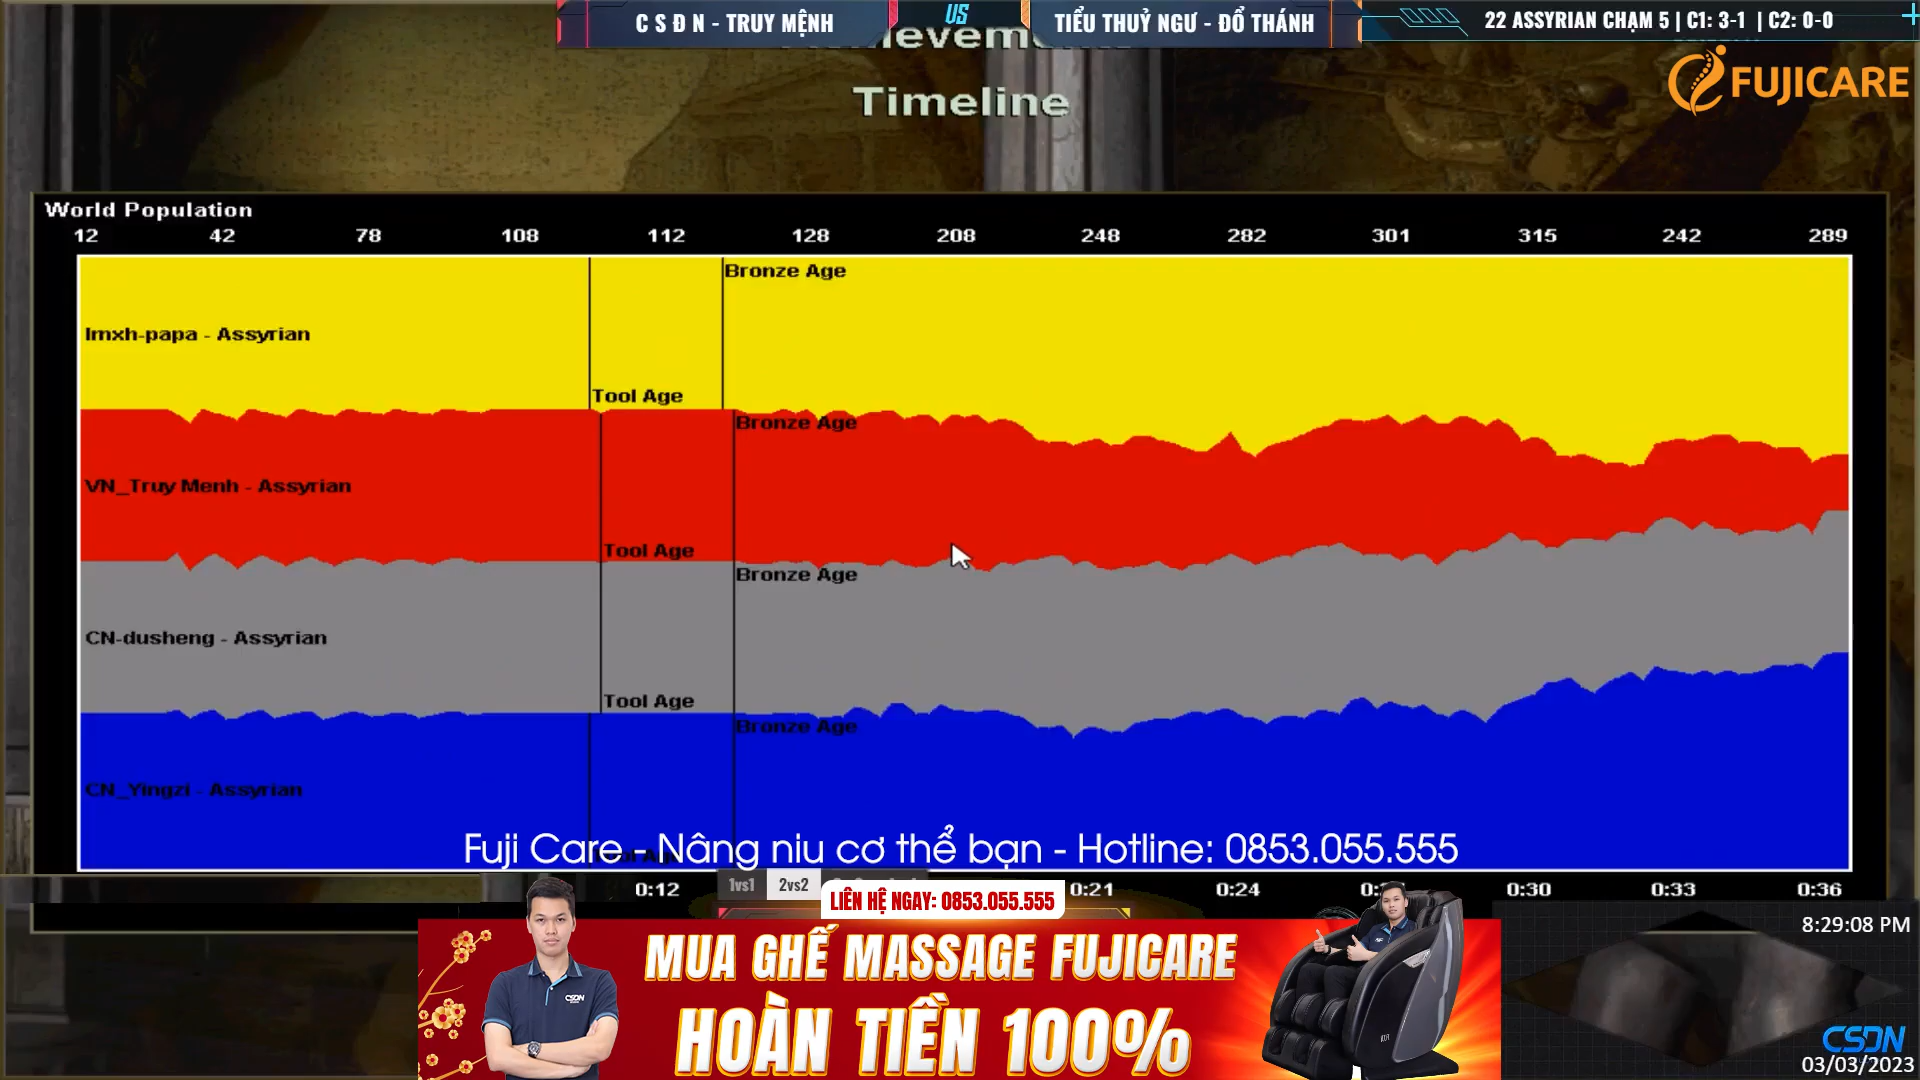 C S Đ N - TRUY MỆNH
US
TIỂU THUỶ NGƯ - ĐỔ THÁNH
22 ASSYRIAN CHẠM 5 | C1: 3-1 | C2: 0-0
FUJICARE
Timeline
World Population
12 42 78 108 112 128 208 248 282 301 315 242 289
Bronze Age
lmxh-papa - Assyrian
Tool Age
Bronze Age
VN_Truy Menh - Assyrian
Tool Age
Bronze Age
CN-dusheng - Assyrian
Tool Age
Bronze Age
CN_Yingzi - Assyrian
Fuji Care - Nâng niu cơ thể bạn - Hotline: 0853.055.555
0:12 0:21 0:24 0:30 0:33 0:36
1vs1 2vs2
LIÊN HỆ NGAY: 0853.055.555
MUA GHẾ MASSAGE FUJICARE
HOÀN TIỀN 100%
CSDN
8:29:08 PM
CSDN
03/03/2023